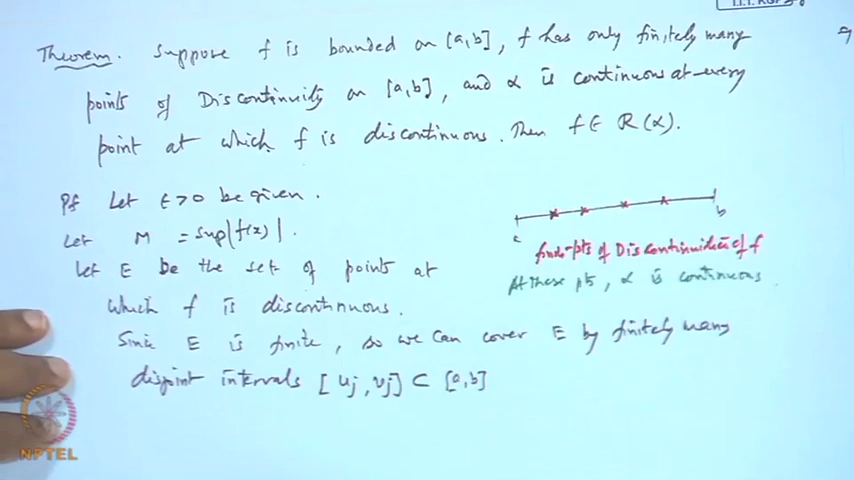 I.I.T. KGP
Theorem. Suppose f is bounded on [a,b], f has only finitely many
points of Discontinuity on [a,b], and α is continuous at every
point at which f is discontinuous. Then f ∈ R(α).
Pf Let ε>0 be given.
Let M = sup|f(x)|.
Let E be the set of points at
which f is discontinuous.
Since E is finite, so we can cover E by finitely many
disjoint intervals [uj, vj] ⊂ [a,b]
b
pts of Discontinuities of f
At these pts, α is continuous
NPTEL